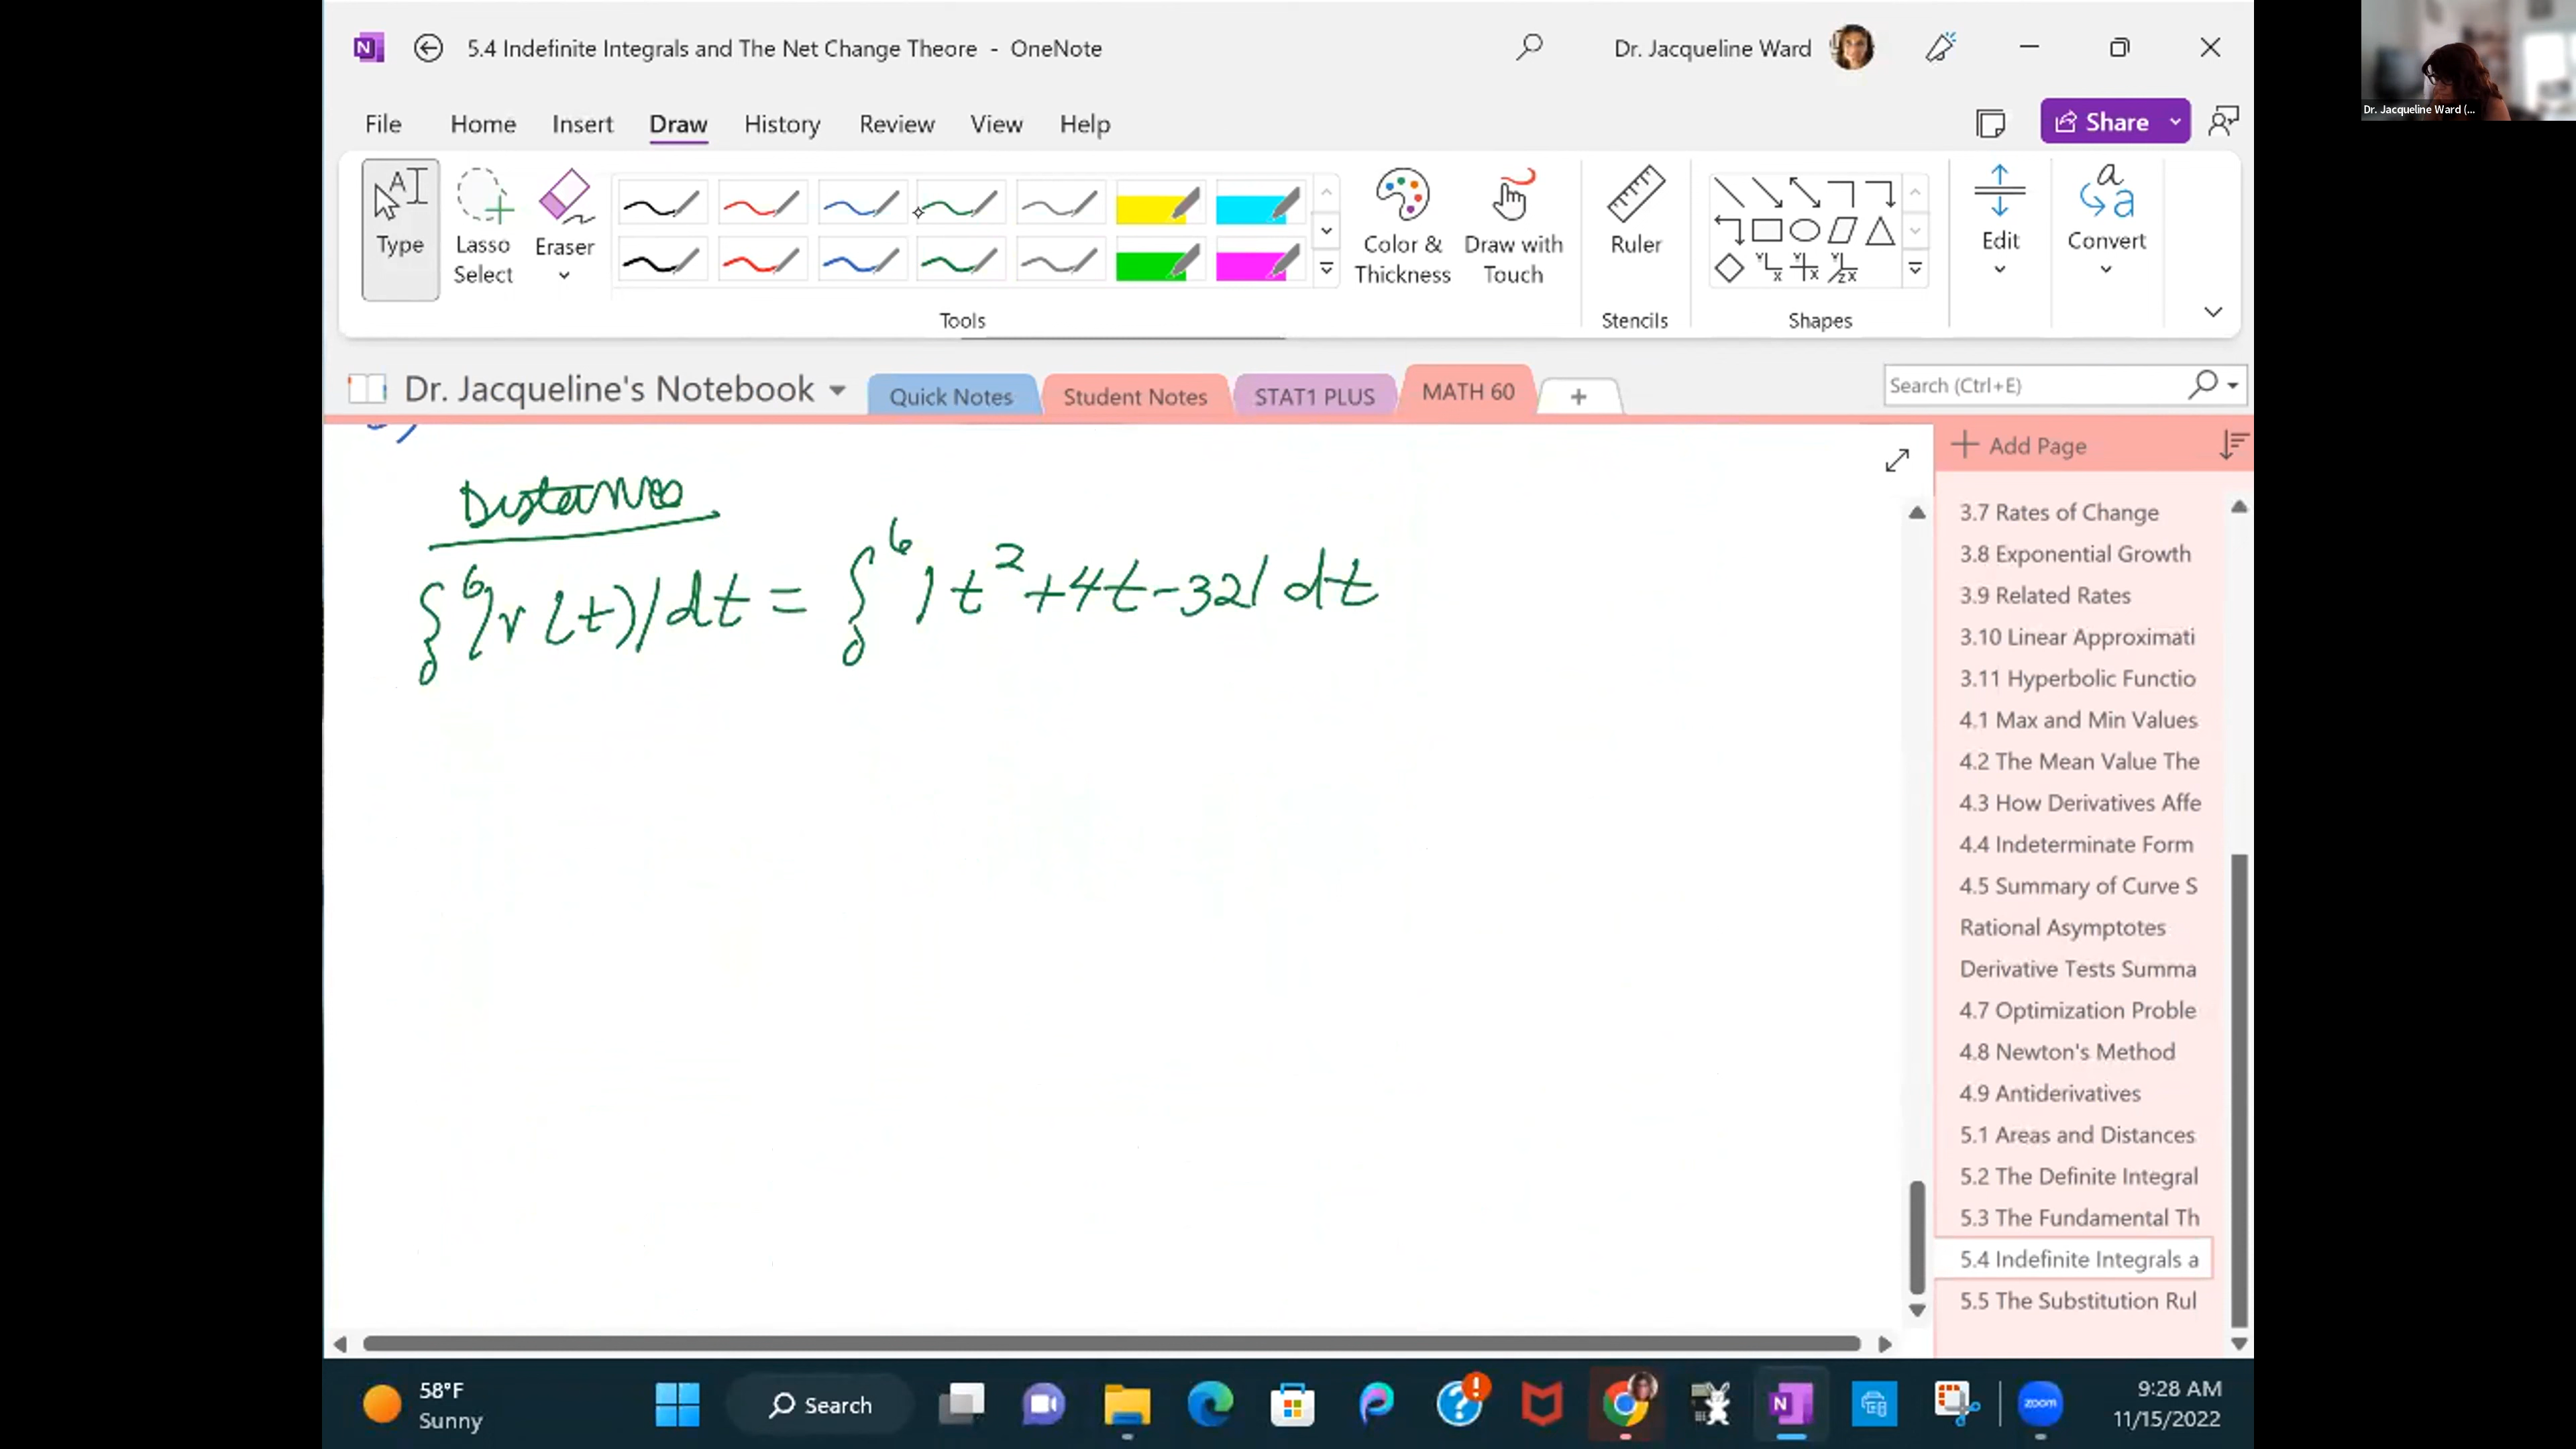 5.4 Indefinite Integrals and The Net Change Theore - OneNote
Dr. Jacqueline Ward
Dr. Jacqueline Ward (...
File Home Insert Draw History Review View Help
Share
Type
Lasso Select
Eraser
Color & Thickness
Draw with Touch
Ruler
Edit
Convert
Tools
Stencils
Shapes
Dr. Jacqueline's Notebook
Quick Notes
Student Notes
STAT1 PLUS
MATH 60
+
Search (Ctrl+E)
Distance
∫₀⁶ |v(t)| dt = ∫₀⁶ |t² + 4t - 32| dt
Add Page
3.7 Rates of Change
3.8 Exponential Growth
3.9 Related Rates
3.10 Linear Approximati
3.11 Hyperbolic Functio
4.1 Max and Min Values
4.2 The Mean Value The
4.3 How Derivatives Affe
4.4 Indeterminate Form
4.5 Summary of Curve S
Rational Asymptotes
Derivative Tests Summa
4.7 Optimization Proble
4.8 Newton's Method
4.9 Antiderivatives
5.1 Areas and Distances
5.2 The Definite Integral
5.3 The Fundamental Th
5.4 Indefinite Integrals a
5.5 The Substitution Rul
58°F
Sunny
Search
zoom
9:28 AM
11/15/2022